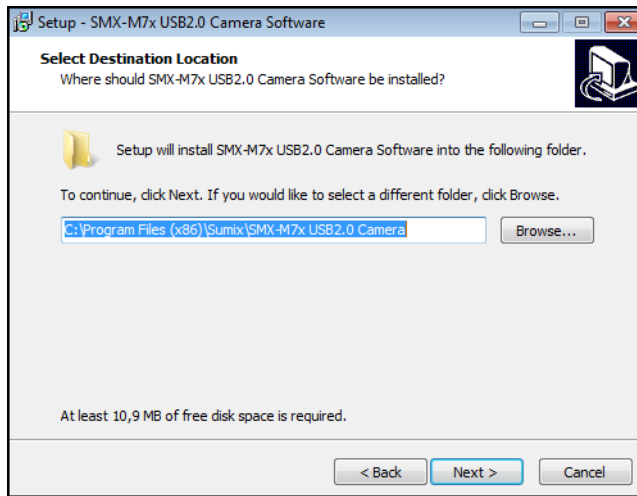 Setup - SMX-M7x USB2.0 Camera Software
Select Destination Location
Where should SMX-M7x USB2.0 Camera Software be installed?
Setup will install SMX-M7x USB2.0 Camera Software into the following folder.
To continue, click Next. If you would like to select a different folder, click Browse.
C:\Program Files (x86)\Sumix\SMX-M7x USB2.0 Camera
Browse...
At least 10,9 MB of free disk space is required.
< Back
Next >
Cancel